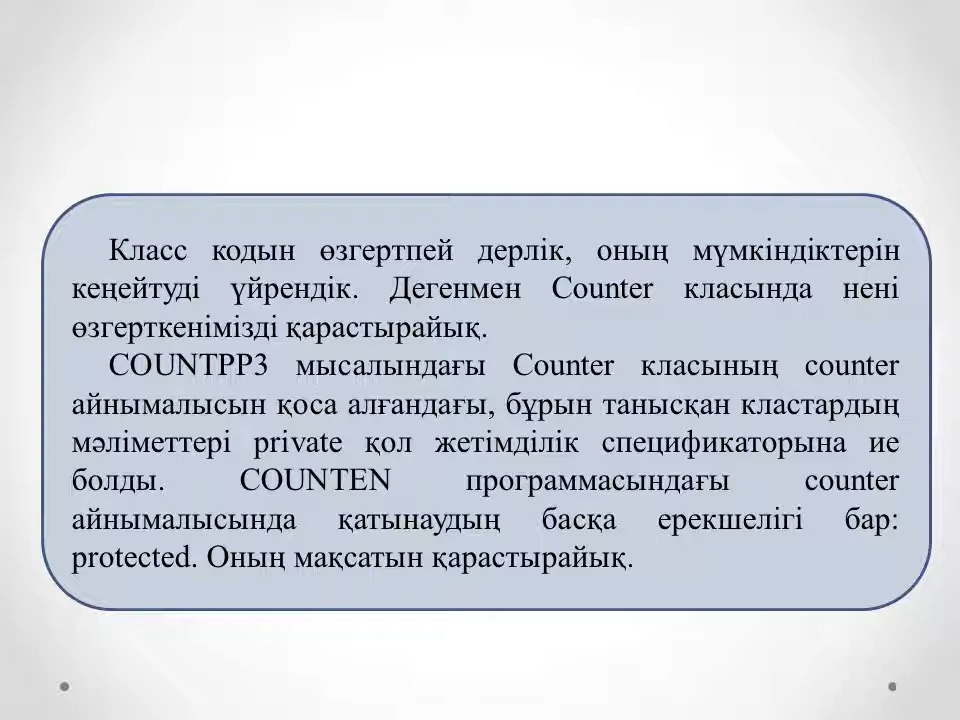 Класс кодын өзгертпей дерлік, оның мүмкіндіктерін
кеңейтуді үйрендік. Дегенмен Counter класында нені
өзгерткенімізді қарастырайық.
COUNTPP3 мысалындағы Counter класының counter
айнымалысын қоса алғандағы, бұрын танысқан кластардың
мәліметтері private қол жетімділік спецификаторына ие
болды. COUNTEN программасындағы counter
айнымалысында қатынаудың басқа ерекшелігі бар:
protected. Оның мақсатын қарастырайық.